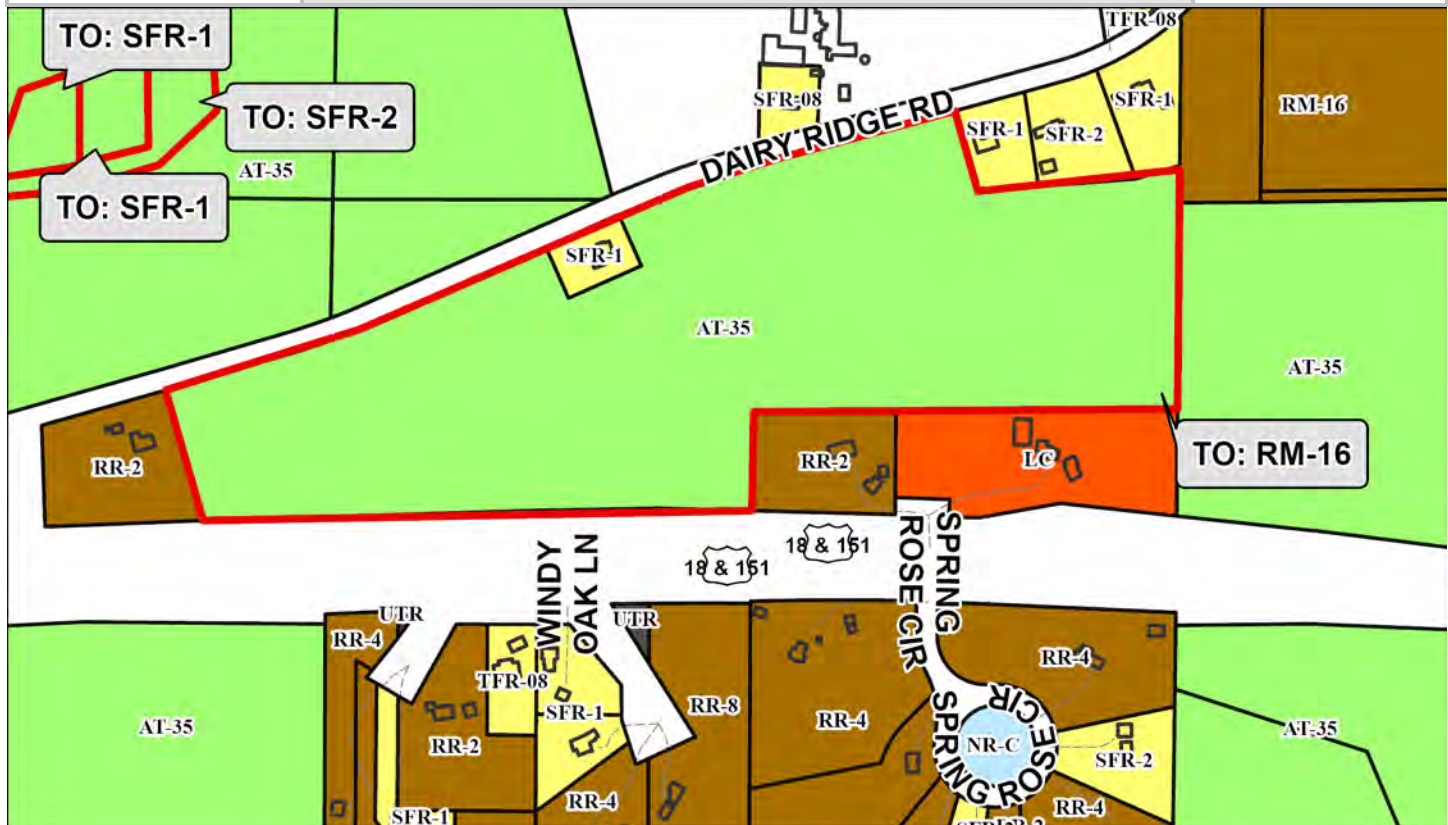 TO: SFR-1
TFR-08
TO: SFR-2
SFR-08
SFR-1
RM-16
DAIRY RIDGE RD
SFR-1
SFR-2
AT-35
TO: SFR-1
SFR-1
AT-35
AT-35
TO: RM-16
RR-2
RR-2
LC
SPRING
ROSE CIR
18 & 151
18 & 151
WINDY
OAK LN
UTR
UTR
RR-4
TFR-08
RR-4
SFR-1
RR-8
RR-4
AT-35
RR-2
SPRING ROSE CIR
NR-C
AT-35
SFR-2
RR-4
RR-4
SFR-1